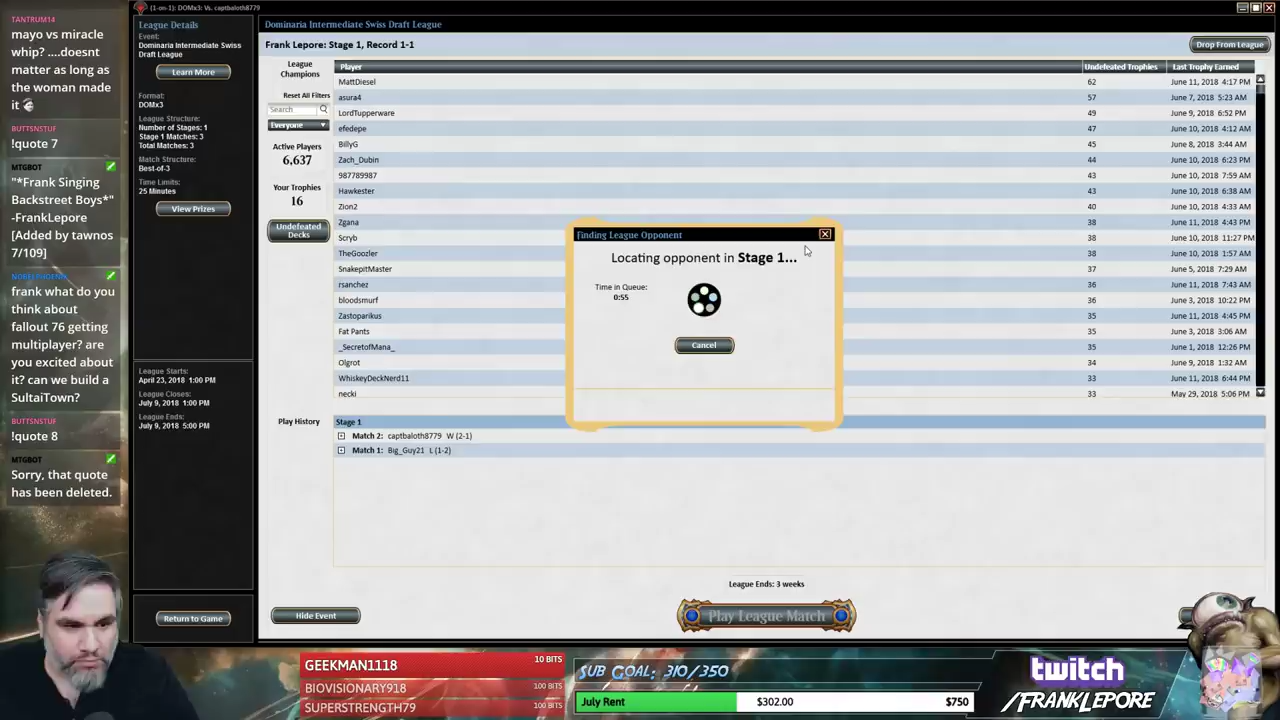 (1-on-1): DOMx3: Vs. captbaloth8779
TANTRUM14
mayo vs miracle
whip? ....doesnt
matter as long as
the woman made
it
BUTTSNSTUF
!quote 7
MTGBOT
"*Frank Singing
Backstreet Boys*"
-FrankLepore
[Added by tawnos
7/109]
frank what do you
think about
fallout 76 getting
multiplayer? are
you excited about
it? can we build a
SultaiTown?
BUTTSNSTUF
!quote 8
MTGBOT
Sorry, that quote
has been deleted.
League Details
Event:
Dominaria Intermediate Swiss
Draft League
Learn More
Format:
DOMx3
League Structure:
Number of Stages: 1
Stage 1 Matches: 3
Total Matches: 3
Match Structure:
Best-of-3
Time Limits:
25 Minutes
View Prizes
League Starts:
April 23, 2018 1:00 PM
League Closes:
July 9, 2018 1:00 PM
League Ends:
July 9, 2018 5:00 PM
Return to Game
Dominaria Intermediate Swiss Draft League
Frank Lepore: Stage 1, Record 1-1
Drop From League
League
Champions
Reset All Filters
Search
Everyone
Active Players
6,637
Your Trophies
16
Undefeated
Decks
Player Undefeated Trophies Last Trophy Earned
MattDiesel 62 June 11, 2018 4:17 PM
asura4 57 June 7, 2018 5:23 AM
LordTupperware 49 June 9, 2018 6:52 PM
efedepe 47 June 10, 2018 4:12 AM
BillyG 45 June 8, 2018 3:44 AM
Zach_Dubin 44 June 10, 2018 6:23 PM
987789987 43 June 10, 2018 7:59 AM
Hawkester 43 June 10, 2018 6:38 AM
Zion2 40 June 10, 2018 4:33 AM
Zgana 38 June 11, 2018 4:43 PM
Scryb 38 June 10, 2018 11:27 PM
TheGoozler 38 June 10, 2018 1:57 AM
SnakepitMaster 37 June 5, 2018 7:29 AM
rsanchez 36 June 11, 2018 7:43 AM
bloodsmurf 36 June 3, 2018 10:22 PM
Zastoparikus 35 June 11, 2018 4:45 PM
Fat Pants 35 June 3, 2018 3:06 AM
_SecretofMana_ 35 June 1, 2018 12:26 PM
Olgrot 34 June 9, 2018 1:32 AM
WhiskeyDeckNerd11 33 June 11, 2018 6:44 PM
necki 33 May 29, 2018 5:06 PM
Finding League Opponent
Locating opponent in Stage 1...
Time in Queue:
0:55
Cancel
Play History
Stage 1
Match 2: captbaloth8779 W (2-1)
Match 1: Big_Guy21 L (1-2)
League Ends: 3 weeks
Hide Event
Play League Match
GEEKMAN1118 10 BITS
BIOVISIONARY918 100 BITS
SUPERSTRENGTH79 100 BITS
SUB GOAL: 310/350
July Rent $302.00 $750
twitch
/FRANKLEPORE